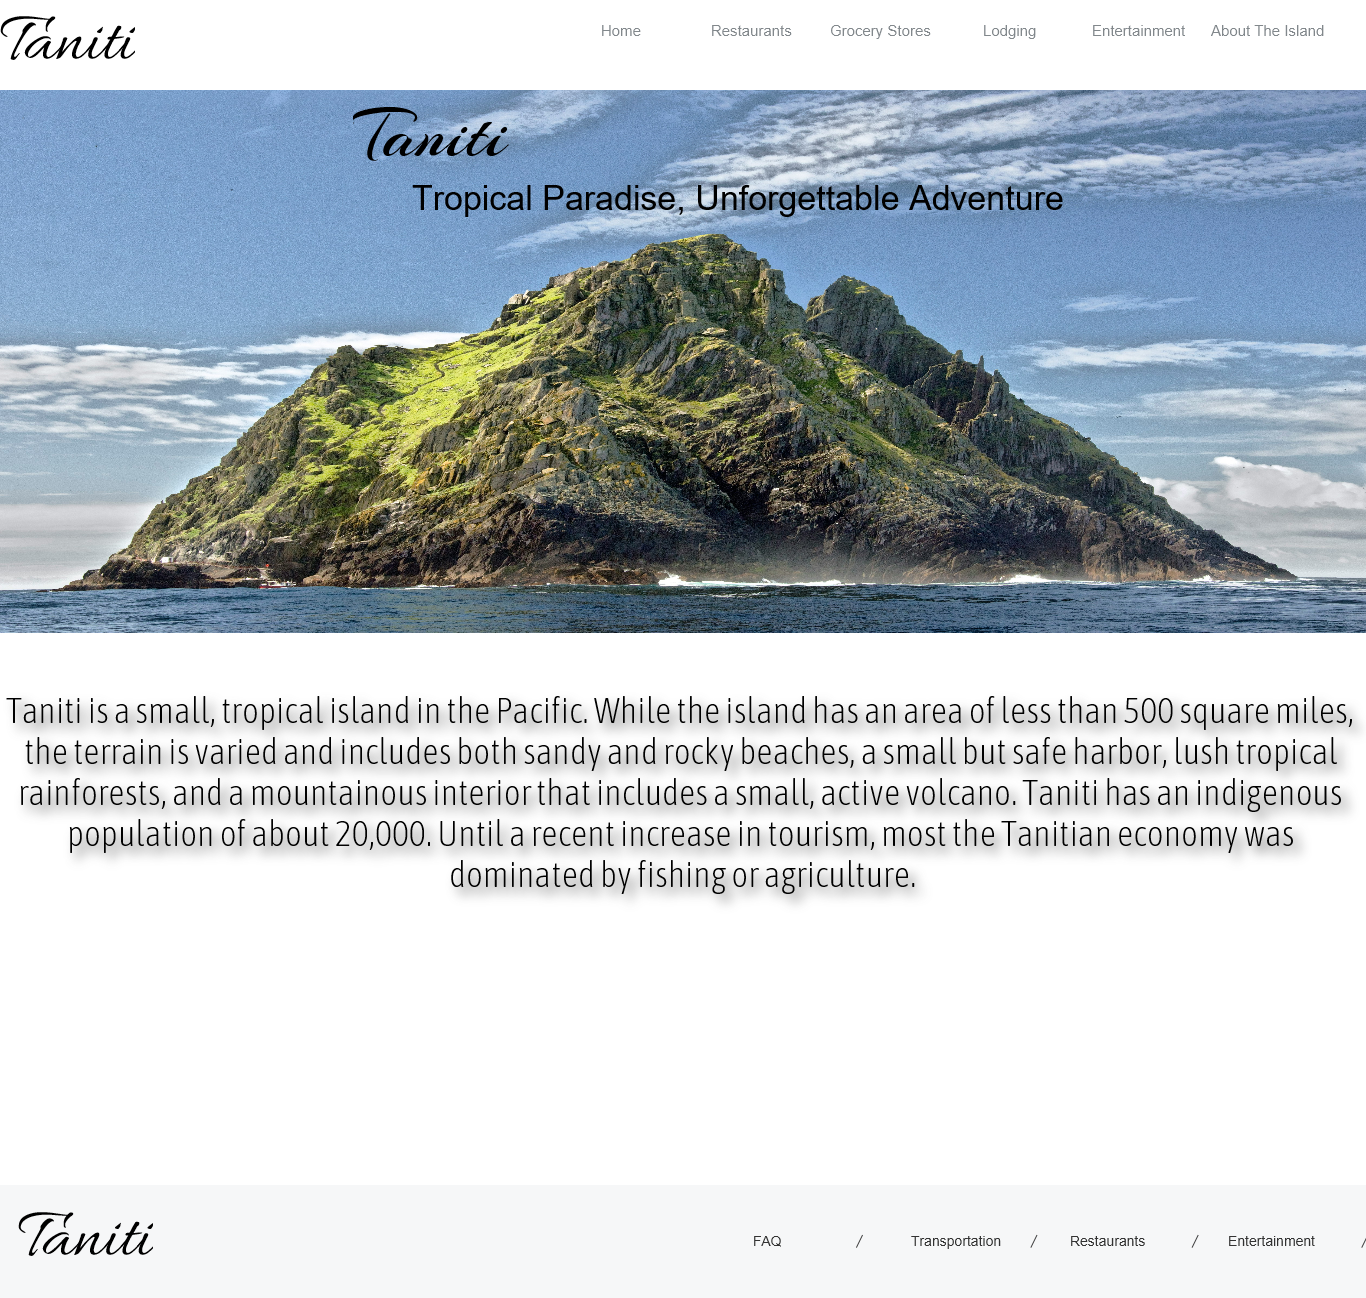 Taniti
Home Restaurants Grocery Stores Lodging Entertainment About The Island
Taniti
Tropical Paradise, Unforgettable Adventure
Taniti is a small, tropical island in the Pacific. While the island has an area of less than 500 square miles,
the terrain is varied and includes both sandy and rocky beaches, a small but safe harbor, lush tropical
rainforests, and a mountainous interior that includes a small, active volcano. Taniti has an indigenous
population of about 20,000. Until a recent increase in tourism, most the Tanitian economy was
dominated by fishing or agriculture.
Taniti
FAQ / Transportation / Restaurants / Entertainment /